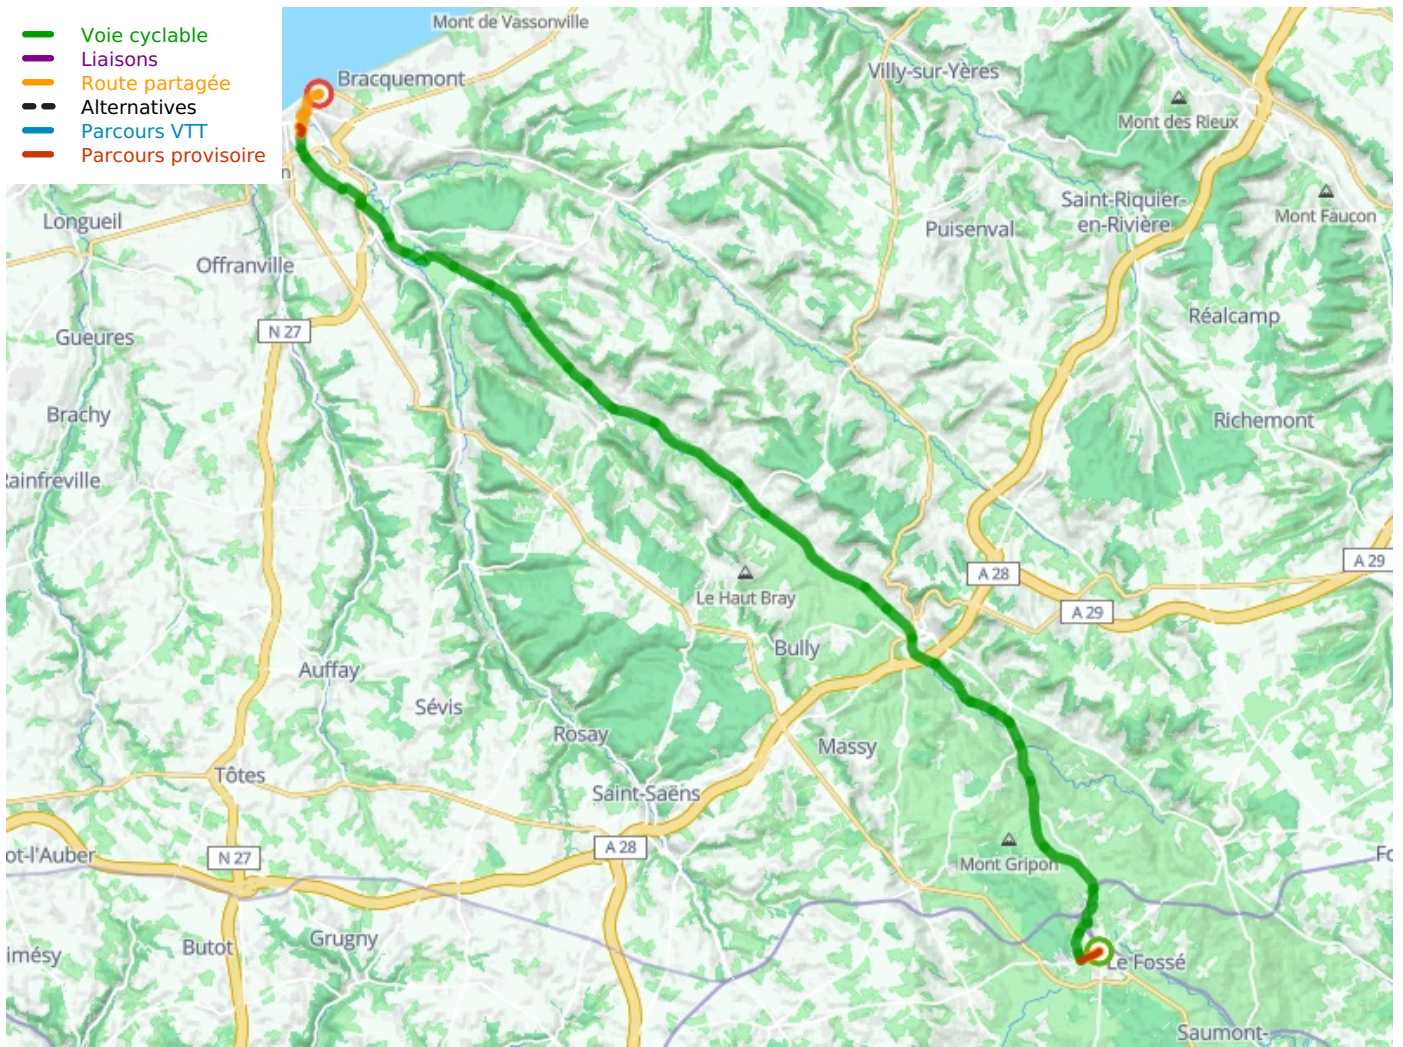 Voie cyclable
Liaisons
Route partagée
Alternatives
Parcours VTT
Parcours provisoire
Mont de Vassonville
Bracquemont
Villy-sur-Yères
Mont des Rieux
n
Longueil
Saint-Riquier-
en-Rivière
Mont Faucon
Puisenval
Offranville
N 27
Réalcamp
Gueures
Brachy
Richemont
Rainfreville
A 28
A 29
A 29
Le Haut Bray
Bully
Auffay
Sévis
Rosay
Massy
Tôtes
Saint-Saëns
ot-l'Auber
N 27
A 28
Mont Gripon
Fo
imésy
Butot
Grugny
Le Fossé
Saumont-